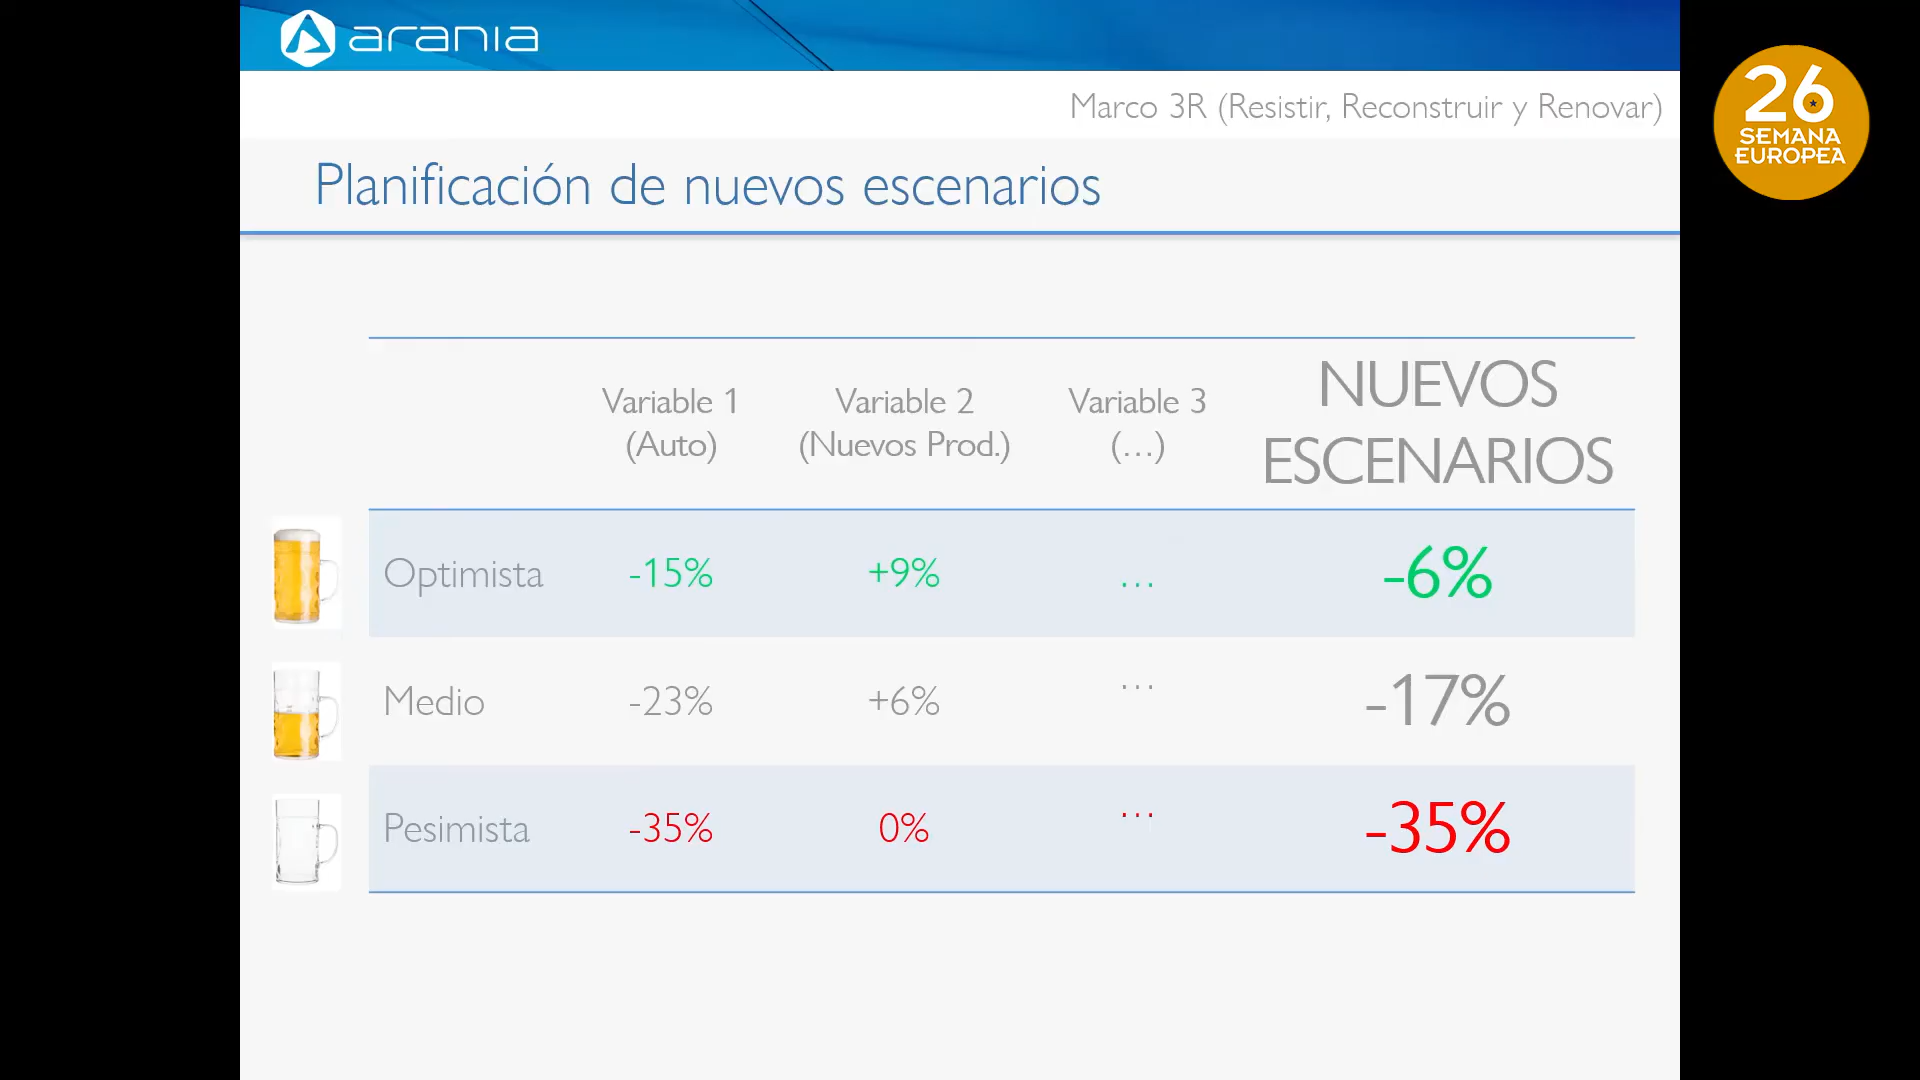 arania
26
SEMANA
EUROPEA
Marco 3R (Resistir, Reconstruir y Renovar)
Planificación de nuevos escenarios
Variable 1
(Auto)
Variable 2
(Nuevos Prod.)
Variable 3
(…)
NUEVOS
ESCENARIOS
Optimista -15% +9% … -6%
Medio -23% +6% … -17%
Pesimista -35% 0% … -35%